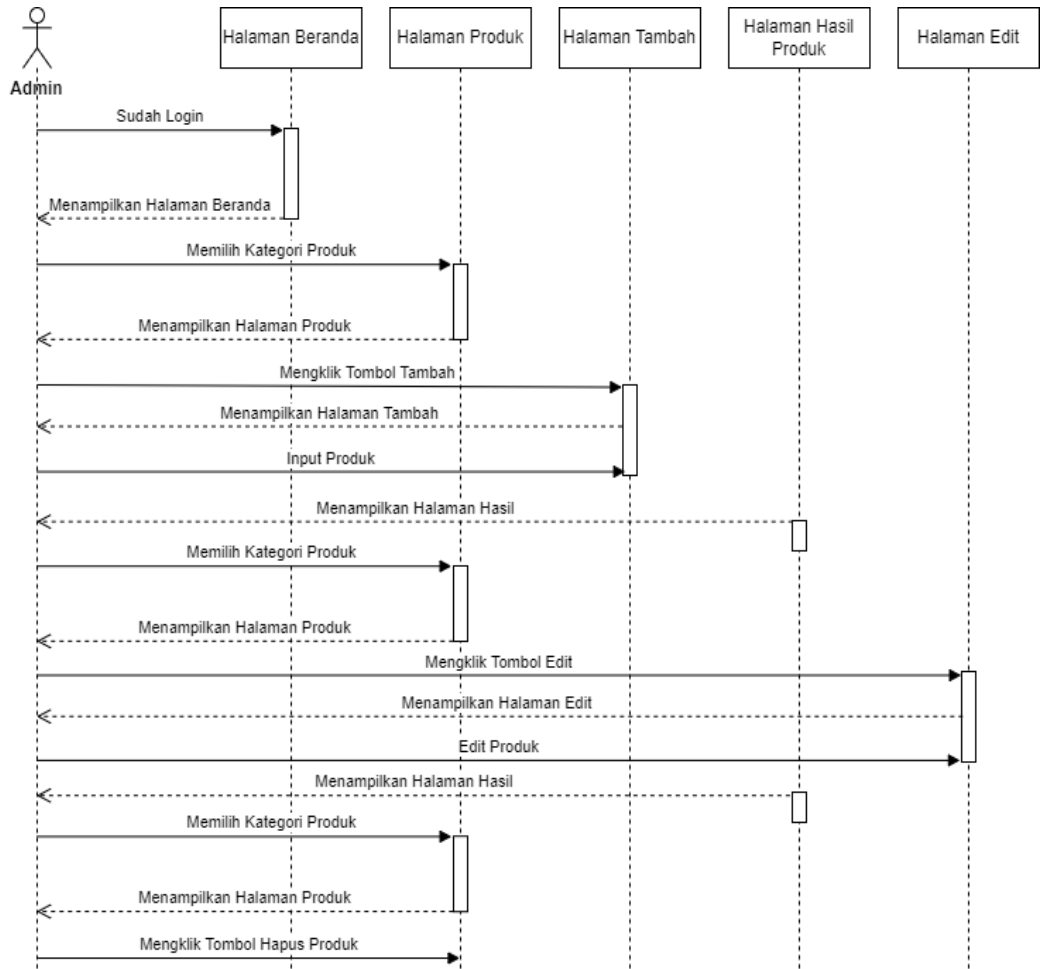 Admin
Halaman Beranda
Halaman Produk
Halaman Tambah
Halaman Hasil
Produk
Halaman Edit
Sudah Login
Menampilkan Halaman Beranda
Memilih Kategori Produk
Menampilkan Halaman Produk
Mengklik Tombol Tambah
Menampilkan Halaman Tambah
Input Produk
Menampilkan Halaman Hasil
Memilih Kategori Produk
Menampilkan Halaman Produk
Mengklik Tombol Edit
Menampilkan Halaman Edit
Edit Produk
Menampilkan Halaman Hasil
Memilih Kategori Produk
Menampilkan Halaman Produk
Mengklik Tombol Hapus Produk